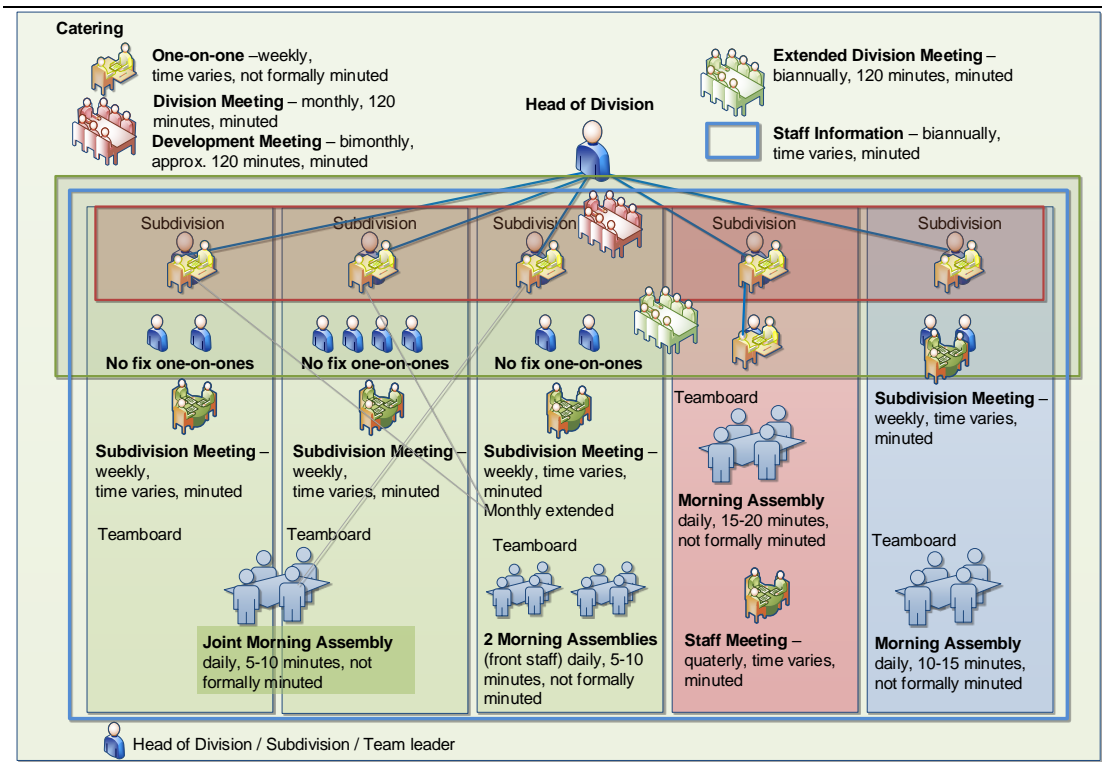 Catering
One-on-one –weekly,
time varies, not formally minuted
Division Meeting – monthly, 120
minutes, minuted
Development Meeting – bimonthly,
approx. 120 minutes, minuted
Head of Division
Extended Division Meeting –
biannually, 120 minutes, minuted
Staff Information – biannually,
time varies, minuted
Subdivision
Subdivision
Subdivision
Subdivision
Subdivision
No fix one-on-ones
No fix one-on-ones
No fix one-on-ones
Subdivision Meeting –
weekly,
time varies, minuted
Teamboard
Subdivision Meeting –
weekly,
time varies, minuted
Teamboard
Joint Morning Assembly
daily, 5-10 minutes, not
formally minuted
Subdivision Meeting –
weekly, time varies,
minuted
Monthly extended
Teamboard
2 Morning Assemblies
(front staff) daily, 5-10
minutes, not formally
minuted
Teamboard
Morning Assembly
daily, 15-20 minutes,
not formally minuted
Staff Meeting –
quaterly, time varies,
minuted
Subdivision Meeting –
weekly, time varies,
minuted
Teamboard
Morning Assembly
daily, 10-15 minutes,
not formally minuted
Head of Division / Subdivision / Team leader